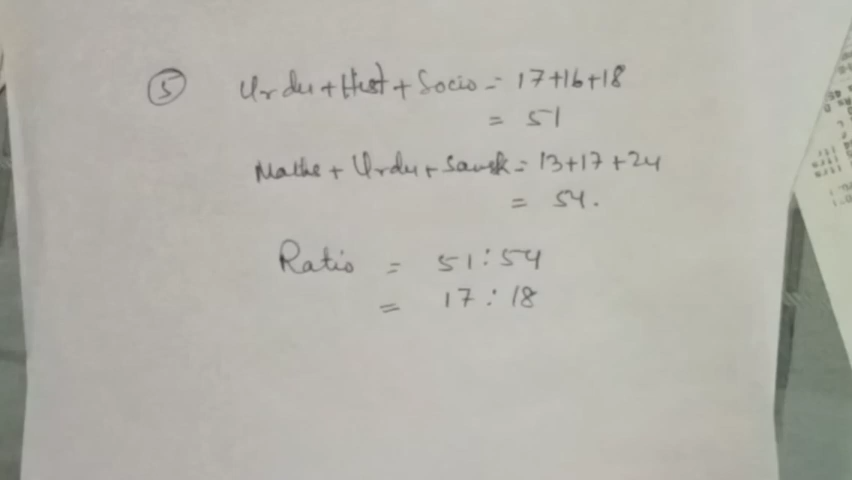 ⑤ Urdu + Hist + Socio = 17+16+18
= 51
Maths + Urdu + Sansk = 13+17+24
= 54.
Ratio = 51 : 54
= 17 : 18